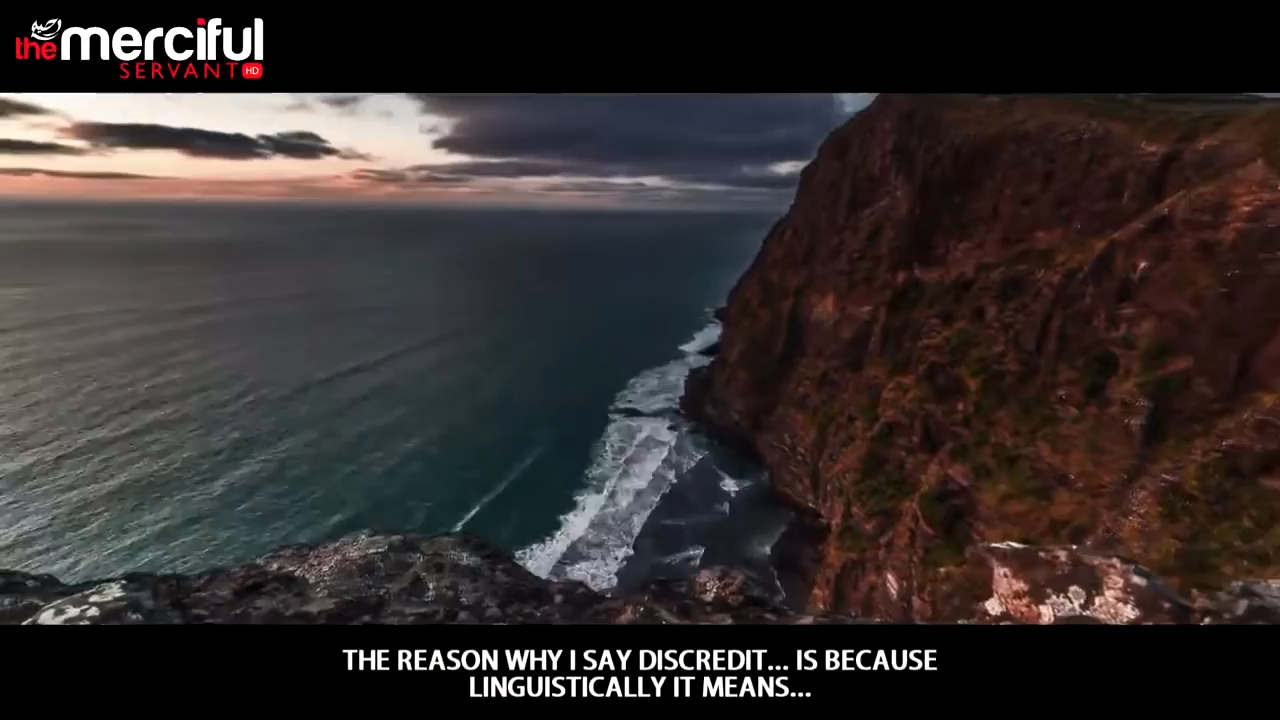 the merciful
SERVANT HD
THE REASON WHY I SAY DISCREDIT... IS BECAUSE
LINGUISTICALLY IT MEANS...